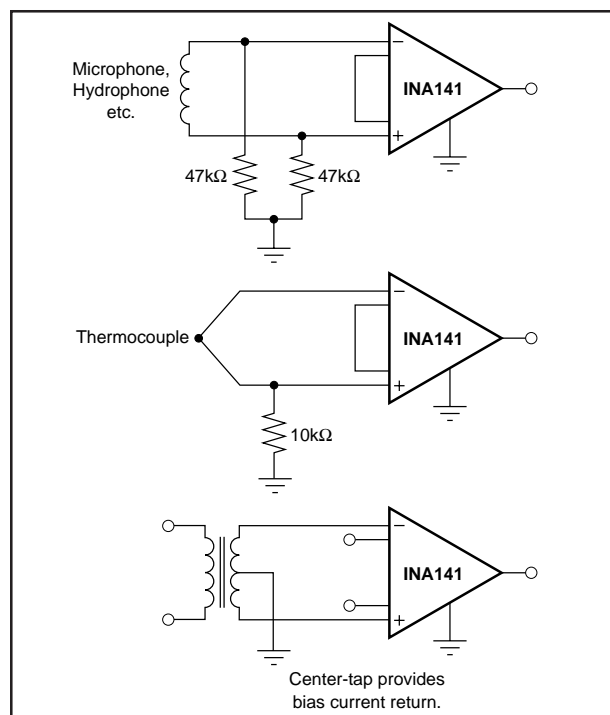 Microphone,
Hydrophone
etc.
−
INA141
+
47kΩ
47kΩ
Thermocouple
−
INA141
+
10kΩ
−
INA141
+
Center-tap provides
bias current return.